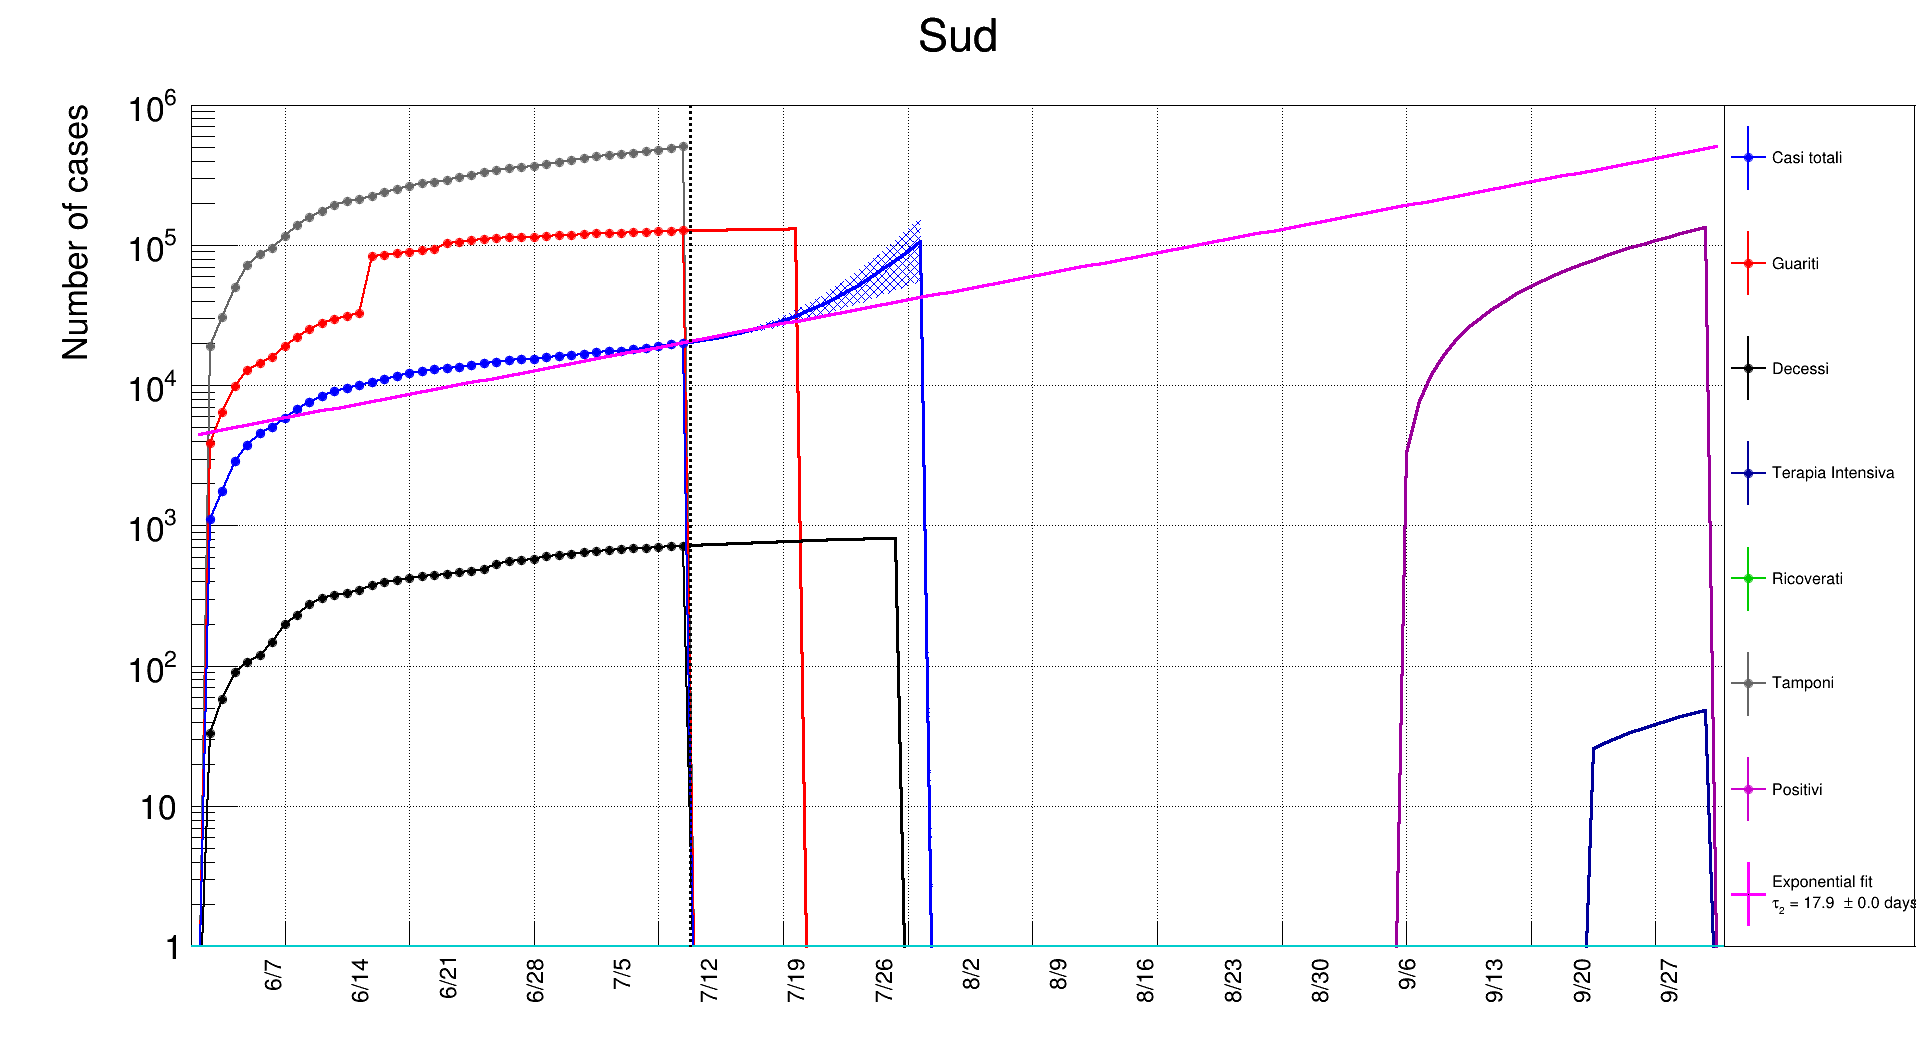 Sud
Number of cases
10^6
10^5
10^4
10^3
10^2
10
1
6/7
6/14
6/21
6/28
7/5
7/12
7/19
7/26
8/2
8/9
8/16
8/23
8/30
9/6
9/13
9/20
9/27
Casi totali
Guariti
Decessi
Terapia Intensiva
Ricoverati
Tamponi
Positivi
Exponential fit
τ₂ = 17.9 ± 0.0 days